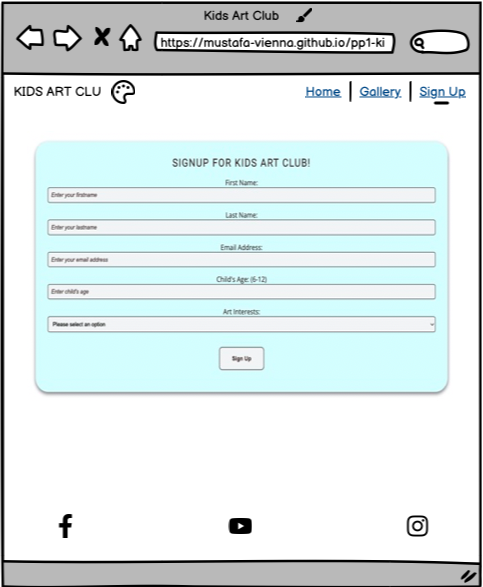 Kids Art Club
https://mustafa-vienna.github.io/pp1-ki
KIDS ART CLU
Home Gallery Sign Up
SIGNUP FOR KIDS ART CLUB!
First Name:
Enter your firstname
Last Name:
Enter your lastname
Email Address:
Enter your email address
Child's Age: (6-12)
Enter child's age
Art Interests:
Please select an option
Sign Up